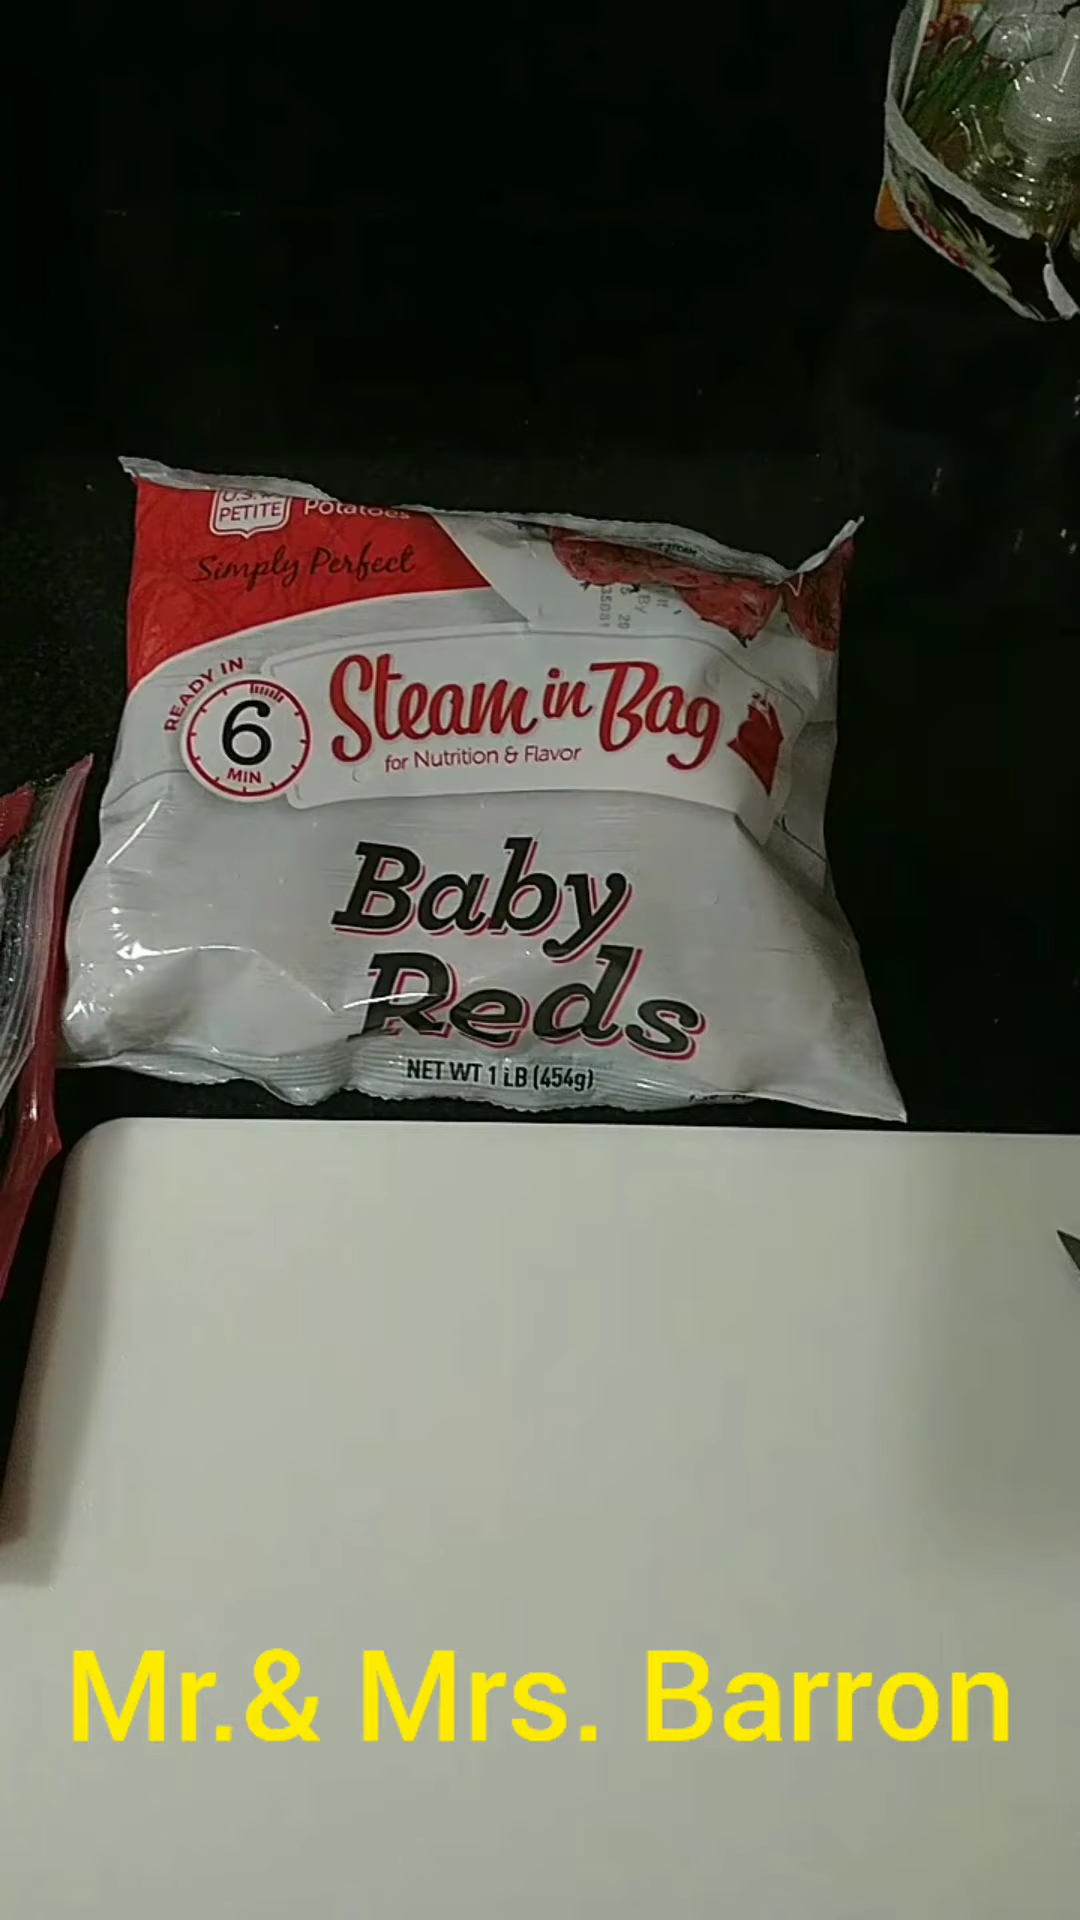 PETITE
Potatoes
Simply Perfect
READY IN
6
MIN
Steam in Bag
for Nutrition & Flavor
Baby
Reds
NET WT 1 LB (454g)
Mr.& Mrs. Barron